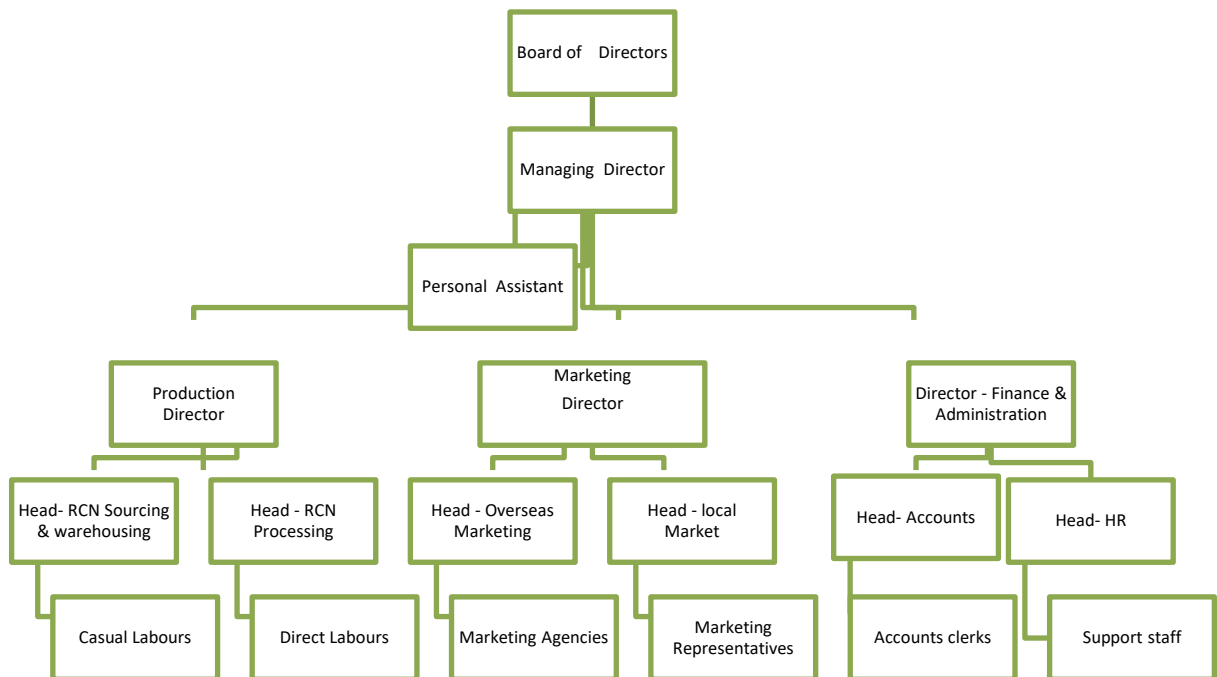 Board of Directors
Managing Director
Personal Assistant
Production
Director
Marketing
Director
Director - Finance &
Administration
Head- RCN Sourcing
& warehousing
Head - RCN
Processing
Head - Overseas
Marketing
Head - local
Market
Head- Accounts
Head- HR
Casual Labours
Direct Labours
Marketing Agencies
Marketing
Representatives
Accounts clerks
Support staff